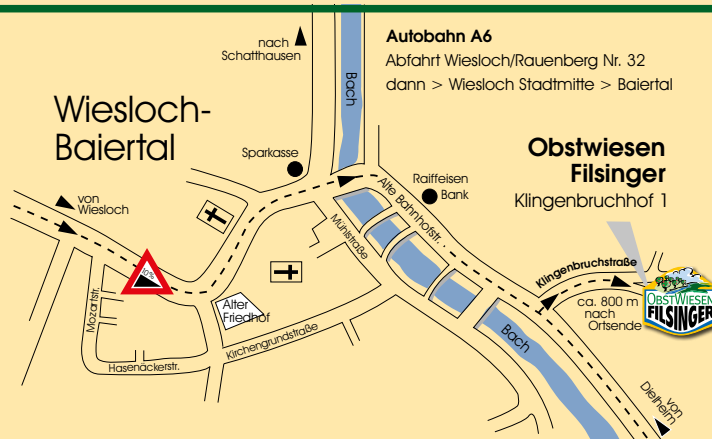 Autobahn A6
Abfahrt Wiesloch/Rauenberg Nr. 32
dann > Wiesloch Stadtmitte > Baiertal
nach
Schatthausen
Bach
Wiesloch-
Baiertal
Sparkasse
Raiffeisen
Bank
Obstwiesen
Filsinger
Klingenbruchhof 1
von
Wiesloch
Alte Bahnhofstr.
Mühlstraße
Klingenbruchstraße
10%
Mozartstr.
Alter
Friedhof
ca. 800 m
nach
Ortsende
OBSTWIESEN
FILSINGER
Kirchengrundstraße
Hasenäckerstr.
Bach
von
Dielheim